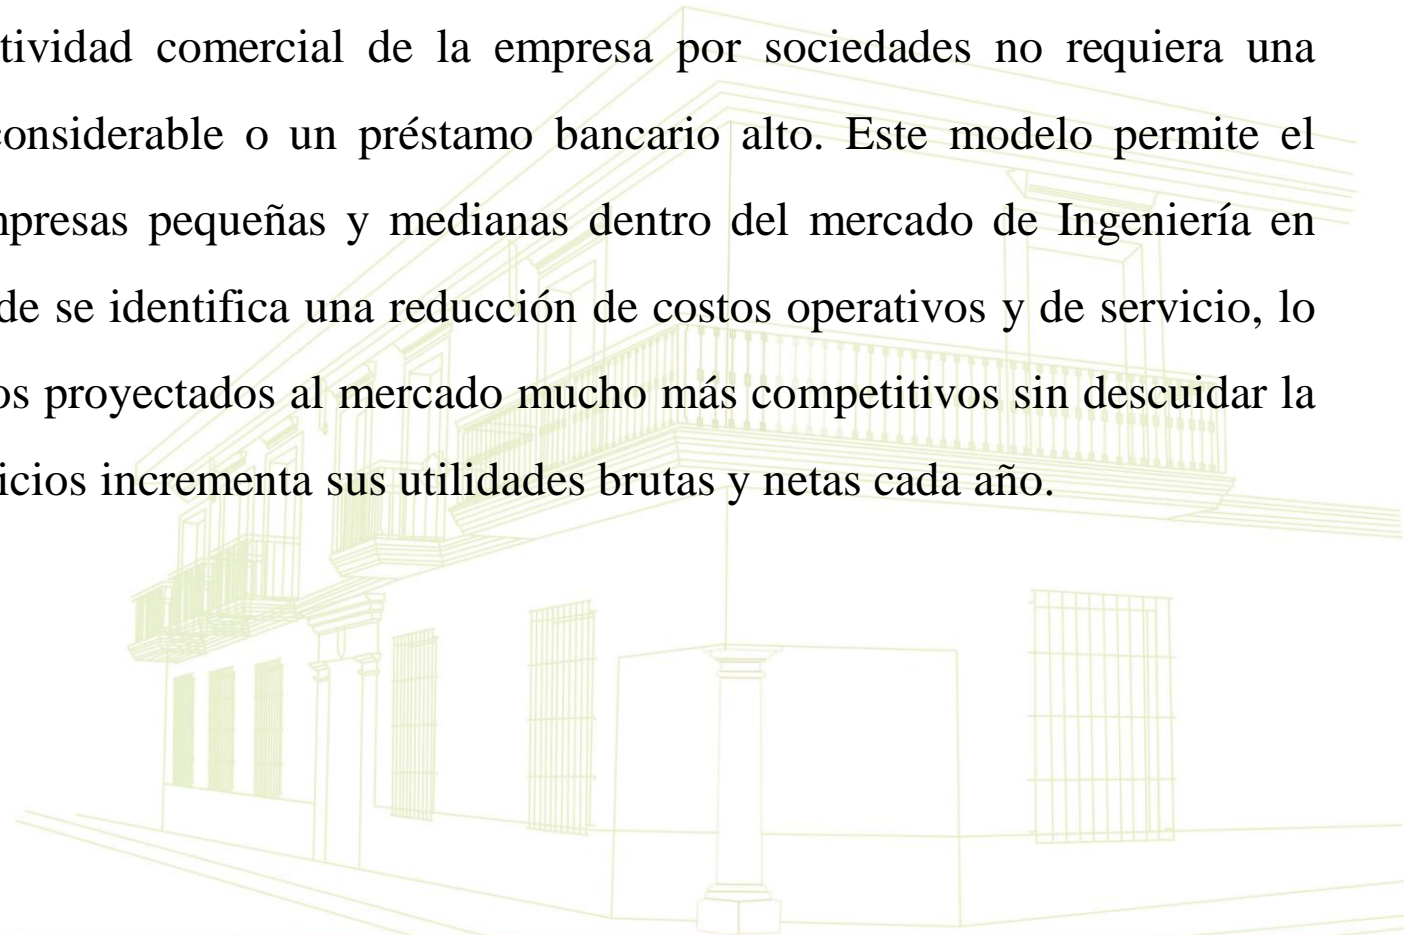 tividad comercial de la empresa por sociedades no requiera una
considerable o un préstamo bancario alto. Este modelo permite el
mpresas pequeñas y medianas dentro del mercado de Ingeniería en
de se identifica una reducción de costos operativos y de servicio, lo
os proyectados al mercado mucho más competitivos sin descuidar la
icios incrementa sus utilidades brutas y netas cada año.